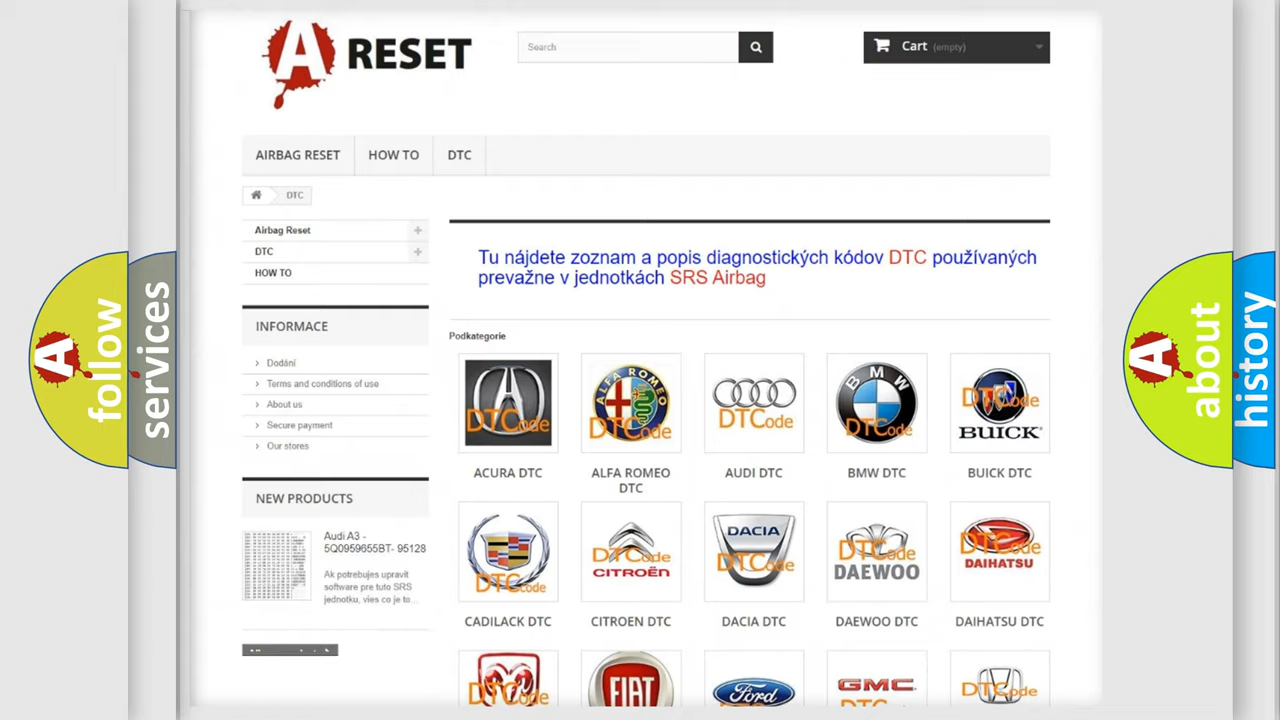 A RESET
Search
Cart (empty)
AIRBAG RESET
HOW TO
DTC
DTC
Airbag Reset
DTC
HOW TO
Tu nájdete zoznam a popis diagnostických kódov DTC používaných
prevažne v jednotkách SRS Airbag
INFORMACE
Dodání
Terms and conditions of use
About us
Secure payment
Our stores
Podkategorie
ALFA ROMEO
DTCode
DTCode
DTCode
BMW
DTCode
DTCode
BUICK
ACURA DTC
ALFA ROMEO
DTC
AUDI DTC
BMW DTC
BUICK DTC
NEW PRODUCTS
Audi A3 -
5Q0959655BT- 95128
Ak potrebujes upravit
software pre tuto SRS
jednotku, vies co je to...
DTCode
DTCode
CITROËN
DACIA
DTCode
DTCode
DAEWOO
DTCode
DAIHATSU
CADILACK DTC
CITROEN DTC
DACIA DTC
DAEWOO DTC
DAIHATSU DTC
DTCode
FIAT
DTCode
Ford
GMC
DTCode
A follow
services
A about
history